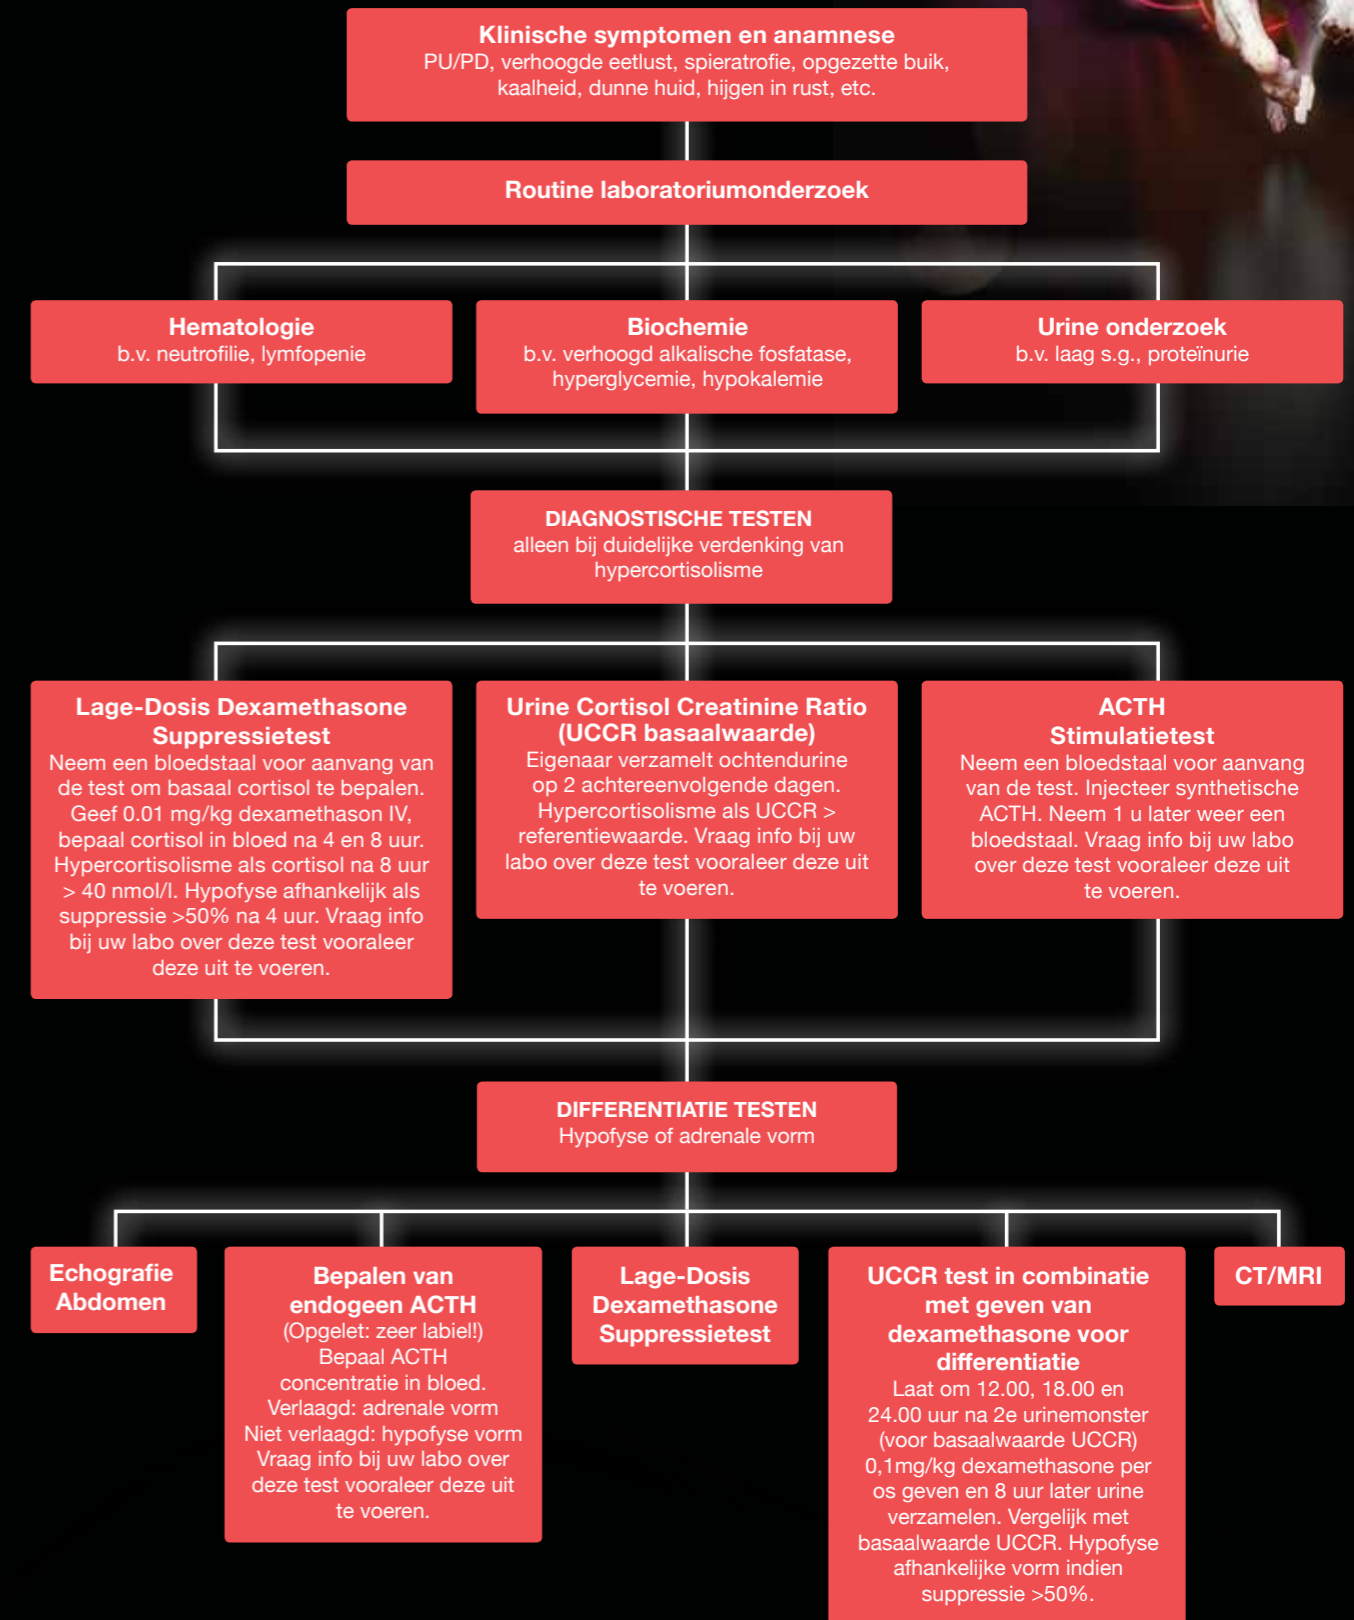 Klinische symptomen en anamnese
PU/PD, verhoogde eetlust, spieratrofie, opgezette buik,
kaalheid, dunne huid, hijgen in rust, etc.
Routine laboratoriumonderzoek
Hematologie
b.v. neutrofilie, lymfopenie
Biochemie
b.v. verhoogd alkalische fosfatase,
hyperglycemie, hypokalemie
Urine onderzoek
b.v. laag s.g., proteïnurie
DIAGNOSTISCHE TESTEN
alleen bij duidelijke verdenking van
hypercortisolisme
Lage-Dosis Dexamethasone
Suppressietest
Neem een bloedstaal voor aanvang van
de test om basaal cortisol te bepalen.
Geef 0.01 mg/kg dexamethason IV,
bepaal cortisol in bloed na 4 en 8 uur.
Hypercortisolisme als cortisol na 8 uur
> 40 nmol/l. Hypofyse afhankelijk als
suppressie >50% na 4 uur. Vraag info
bij uw labo over deze test vooraleer
deze uit te voeren.
Urine Cortisol Creatinine Ratio
(UCCR basaalwaarde)
Eigenaar verzamelt ochtendurine
op 2 achtereenvolgende dagen.
Hypercortisolisme als UCCR >
referentiewaarde. Vraag info bij uw
labo over deze test vooraleer deze uit
te voeren.
ACTH
Stimulatietest
Neem een bloedstaal voor aanvang
van de test. Injecteer synthetische
ACTH. Neem 1 u later weer een
bloedstaal. Vraag info bij uw labo
over deze test vooraleer deze uit
te voeren.
DIFFERENTIATIE TESTEN
Hypofyse of adrenale vorm
Echografie
Abdomen
Bepalen van
endogeen ACTH
(Opgelet: zeer labiel!)
Bepaal ACTH
concentratie in bloed.
Verlaagd: adrenale vorm
Niet verlaagd: hypofyse vorm
Vraag info bij uw labo over
deze test vooraleer deze uit
te voeren.
Lage-Dosis
Dexamethasone
Suppressietest
UCCR test in combinatie
met geven van
dexamethasone voor
differentiatie
Laat om 12.00, 18.00 en
24.00 uur na 2e urinemonster
(voor basaalwaarde UCCR)
0,1mg/kg dexamethasone per
os geven en 8 uur later urine
verzamelen. Vergelijk met
basaalwaarde UCCR. Hypofyse
afhankelijke vorm indien
suppressie >50%.
CT/MRI